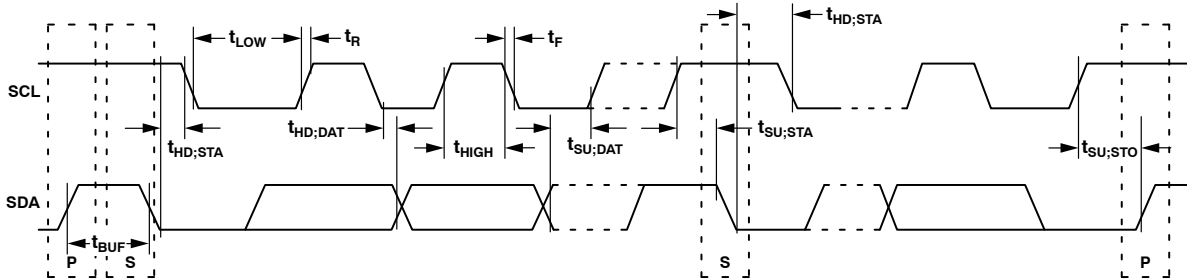 tHD;STA
tLOW
tR
tF
SCL
tHD;STA
tHD;DAT
tHIGH
tSU;DAT
tSU;STA
tSU;STO
SDA
tBUF
P
S
S
P